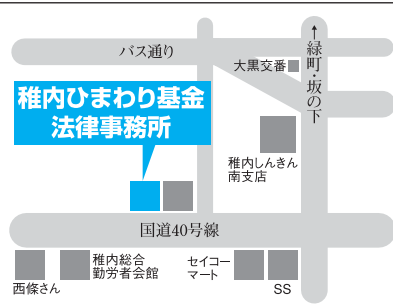 バス通り
↑緑町・坂の下
大黒交番
稚内ひまわり基金
法律事務所
稚内しんきん
南支店
国道40号線
西條さん
稚内総合
勤労者会館
セイコー
マート
SS